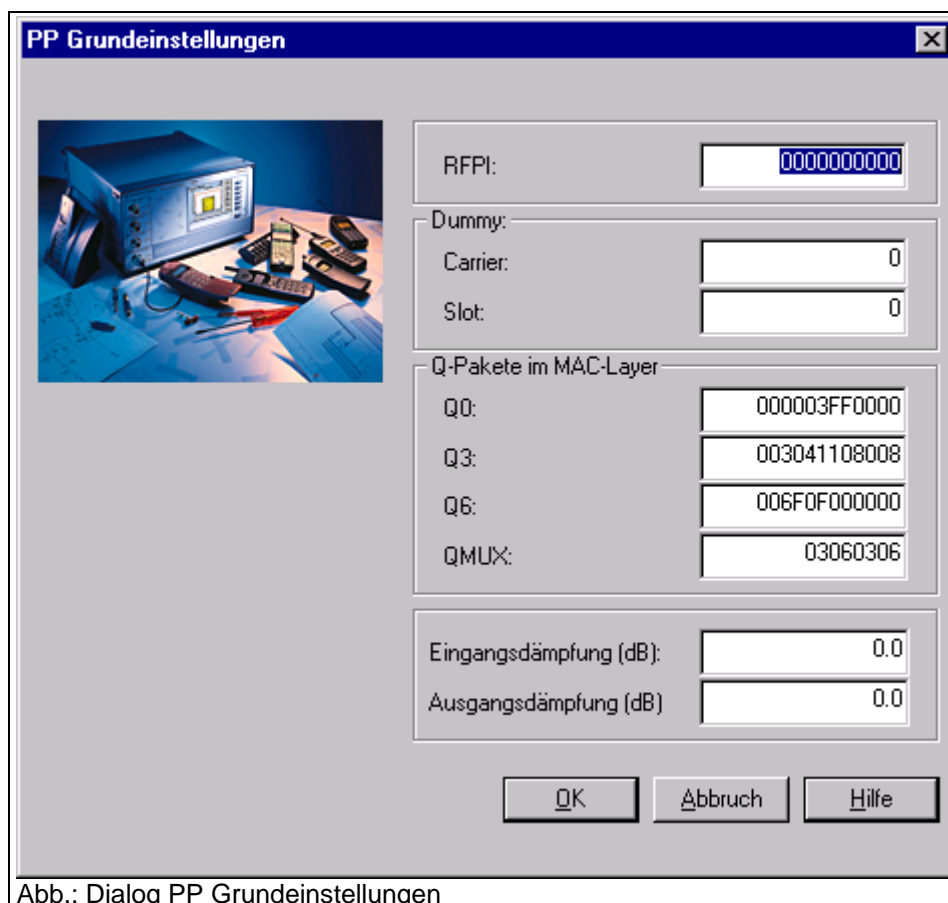 PP Grundeinstellungen
RFPI: 0000000000
Dummy:
Carrier: 0
Slot: 0
Q-Pakete im MAC-Layer
Q0: 000003FF0000
Q3: 003041108008
Q6: 006F0F000000
QMUX: 03060306
Eingangsdämpfung (dB): 0.0
Ausgangsdämpfung (dB) 0.0
OK Abbruch Hilfe
Abb.: Dialog PP Grundeinstellungen